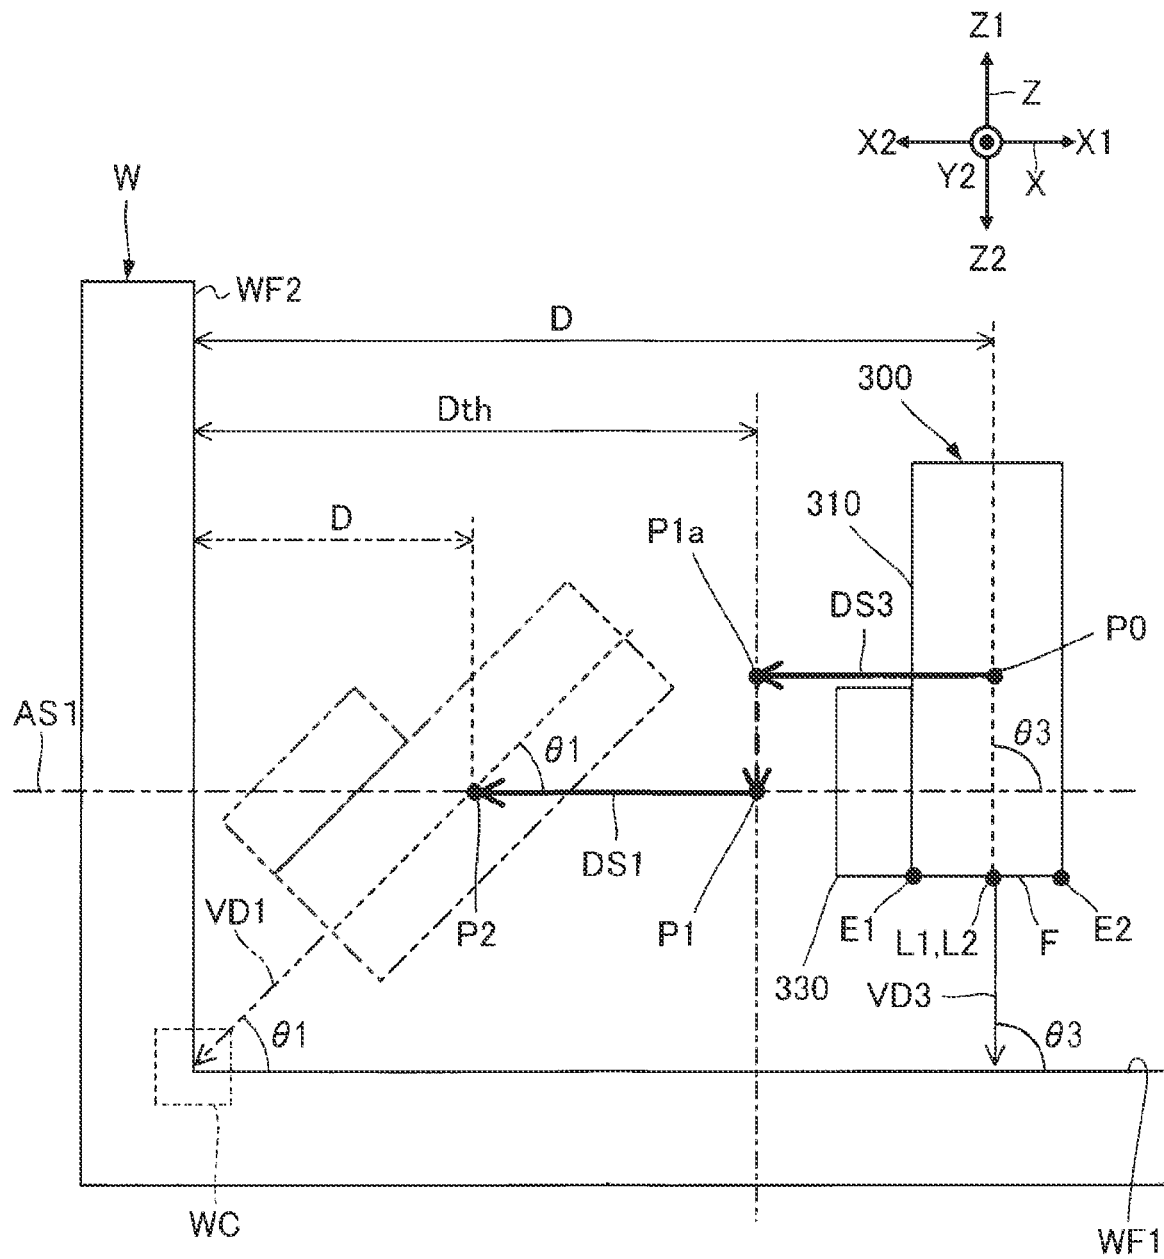 Z1
Z
X2
X1
Y2
X
Z2
W
WF2
D
300
Dth
310
D
P1a
DS3
P0
AS1
θ1
θ3
DS1
VD1
P2
P1
E1
L1,L2
F
E2
330
VD3
θ1
θ3
WC
WF1